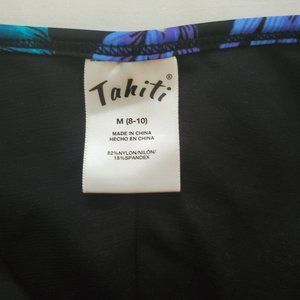 Tahiti®
M (8-10)
MADE IN CHINA
HECHO EN CHINA
82%NYLON/NILÓN/
18%SPANDEX